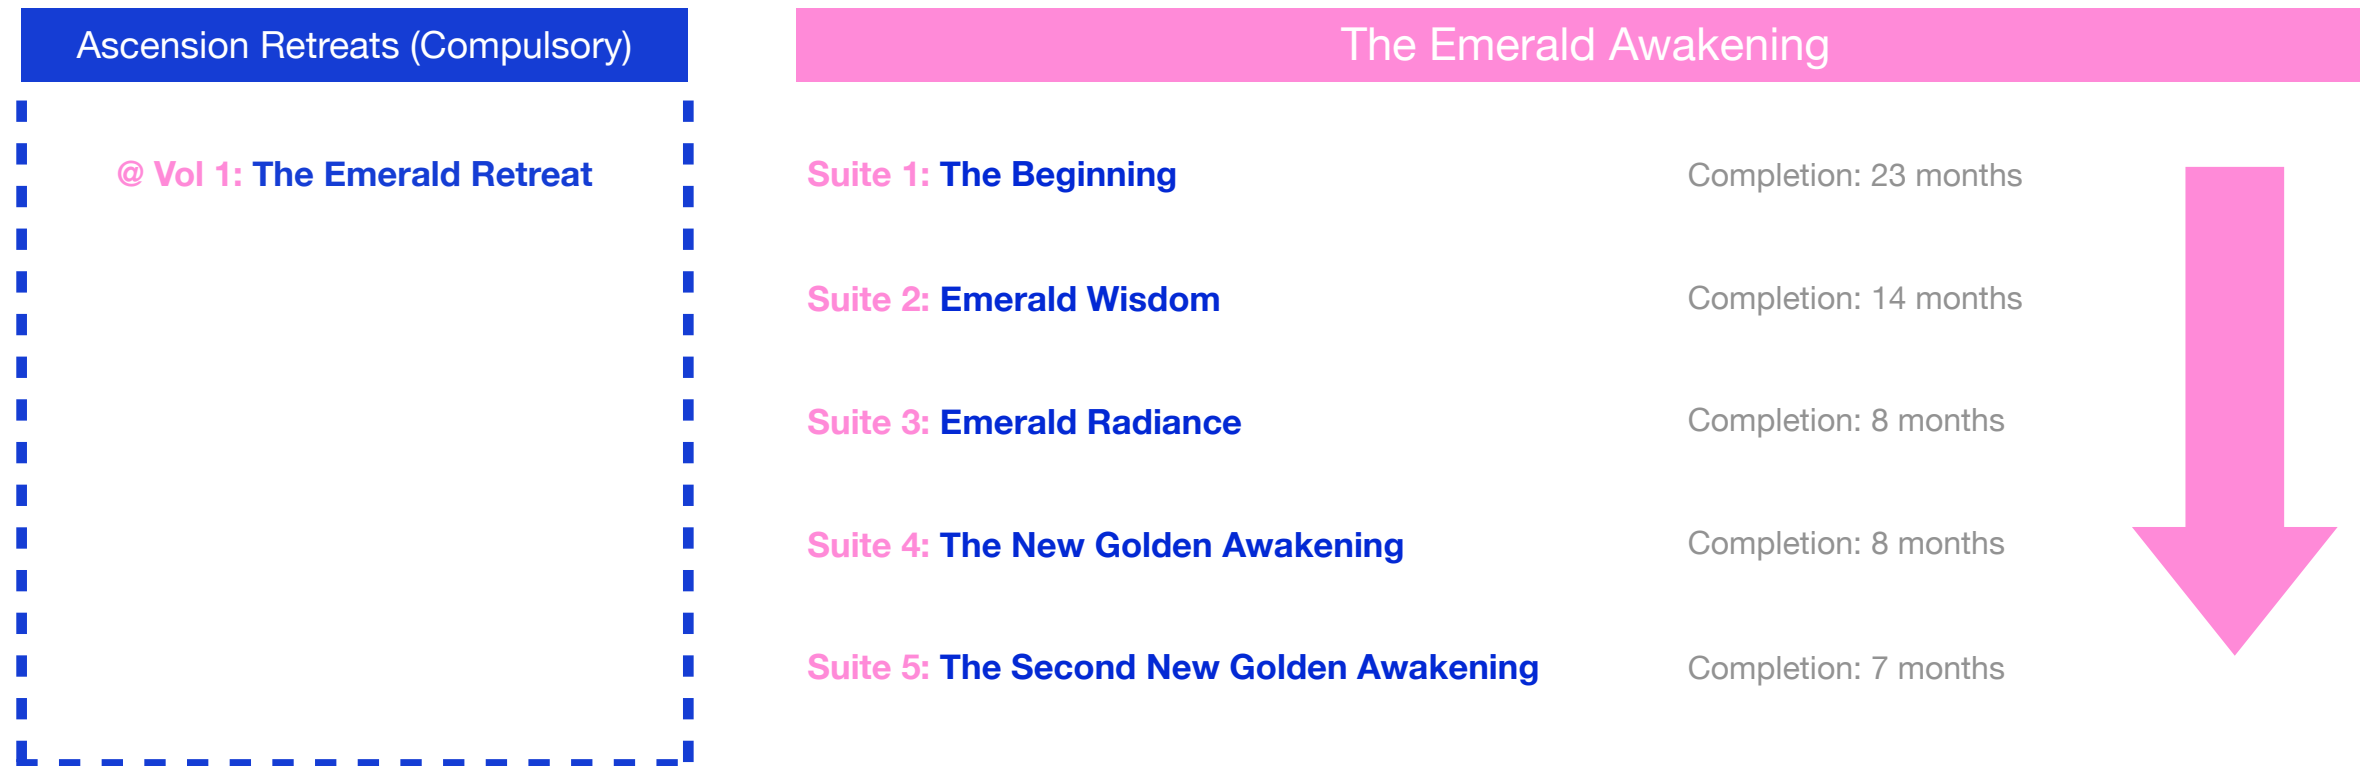 Ascension Retreats (Compulsory)
@ Vol 1: The Emerald Retreat
The Emerald Awakening
Suite 1: The Beginning
Completion: 23 months
Suite 2: Emerald Wisdom
Completion: 14 months
Suite 3: Emerald Radiance
Completion: 8 months
Suite 4: The New Golden Awakening
Completion: 8 months
Suite 5: The Second New Golden Awakening
Completion: 7 months